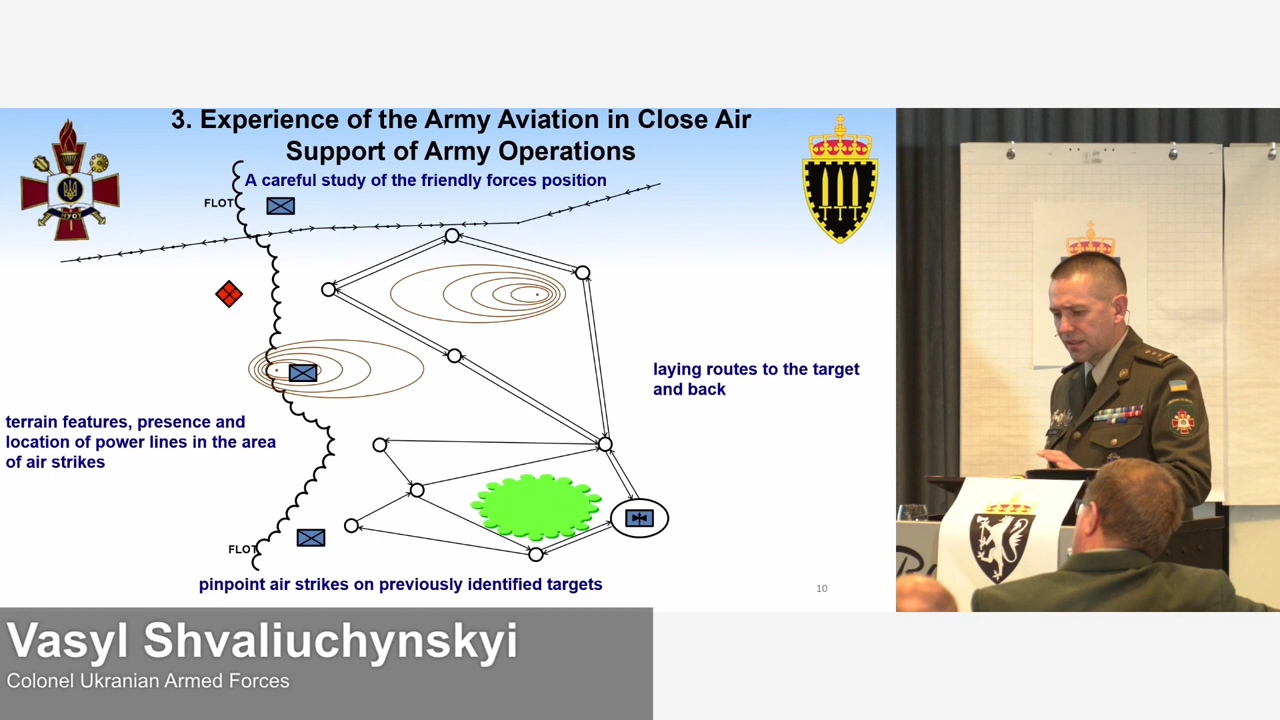 3. Experience of the Army Aviation in Close Air
Support of Army Operations
A careful study of the friendly forces position
FLOT
laying routes to the target
and back
terrain features, presence and
location of power lines in the area
of air strikes
FLOT
pinpoint air strikes on previously identified targets
10
Vasyl Shvaliuchynskyi
Colonel Ukranian Armed Forces